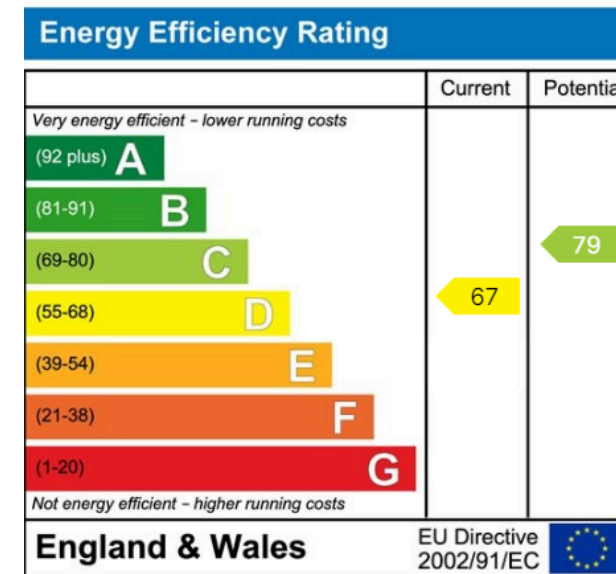 Energy Efficiency Rating
Current Potentia
Very energy efficient – lower running costs
(92 plus) A
(81-91) B
(69-80) C
79
(55-68) D
67
(39-54) E
(21-38) F
(1-20) G
Not energy efficient – higher running costs
England & Wales
EU Directive
2002/91/EC